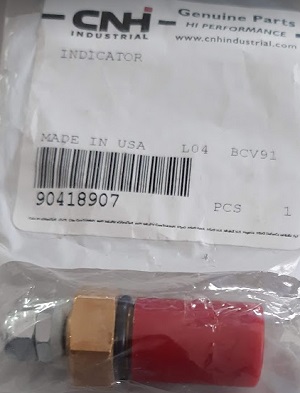 CNH
INDUSTRIAL
Genuine Parts
HI PERFORMANCE
www.cnhindustrial.com
INDICATOR
MADE IN USA L04 BCV91
90418907
PCS 1